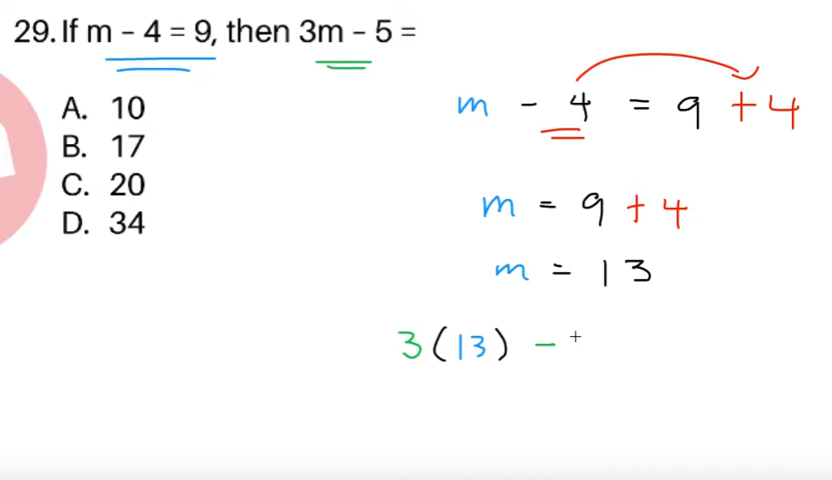 29. If m − 4 = 9, then 3m − 5 =
A. 10
B. 17
C. 20
D. 34
m − 4 = 9 + 4
m = 9 + 4
m = 13
3(13) −